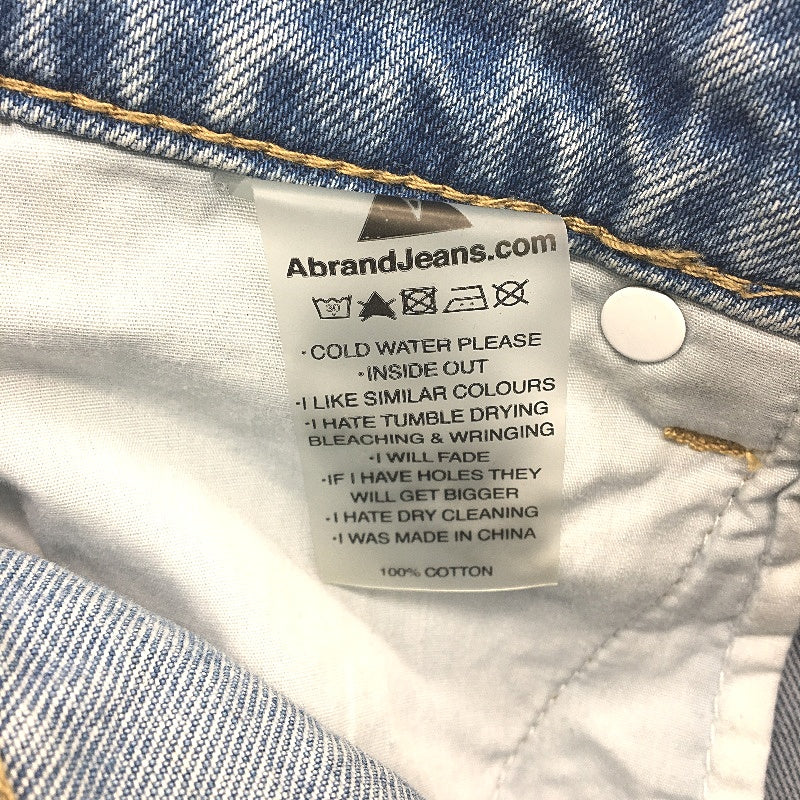 AbrandJeans.com
30
·COLD WATER PLEASE
·INSIDE OUT
·I LIKE SIMILAR COLOURS
·I HATE TUMBLE DRYING
BLEACHING & WRINGING
·I WILL FADE
·IF I HAVE HOLES THEY
WILL GET BIGGER
·I HATE DRY CLEANING
·I WAS MADE IN CHINA
100% COTTON